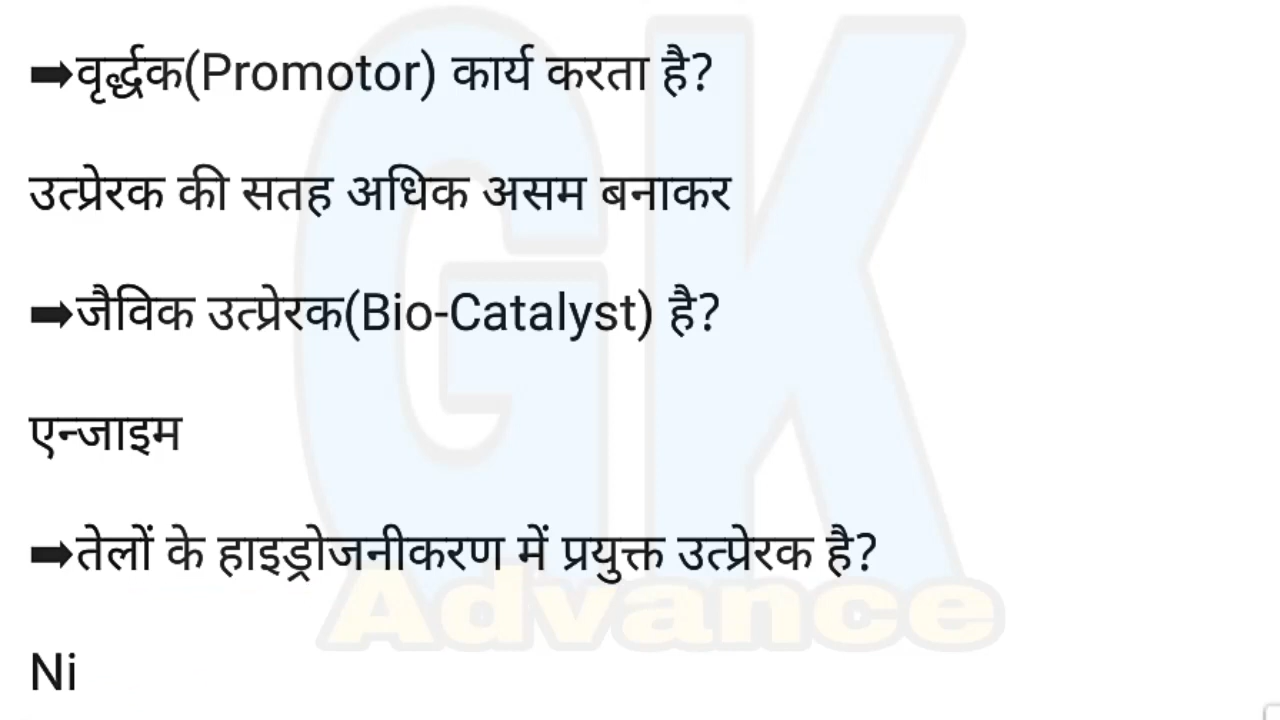 ➡वृर्द्धक(Promotor) कार्य करता है?
उत्प्रेरक की सतह अधिक असम बनाकर
➡जैविक उत्प्रेरक(Bio-Catalyst) है?
एन्जाइम
➡तेलों के हाइड्रोजनीकरण में प्रयुक्त उत्प्रेरक है?
Ni
GK
Advance